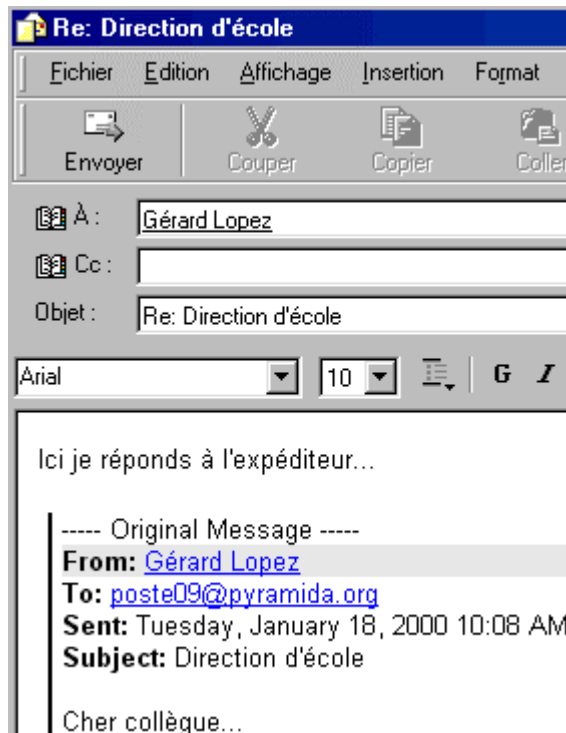 Re: Direction d'école
Fichier Edition Affichage Insertion Format
Envoyer Couper Copier Coller
À : Gérard Lopez
Cc :
Objet : Re: Direction d'école
Arial 10 G I
Ici je réponds à l'expéditeur...
----- Original Message -----
From: Gérard Lopez
To: poste09@pyramida.org
Sent: Tuesday, January 18, 2000 10:08 AM
Subject: Direction d'école
Cher collègue...